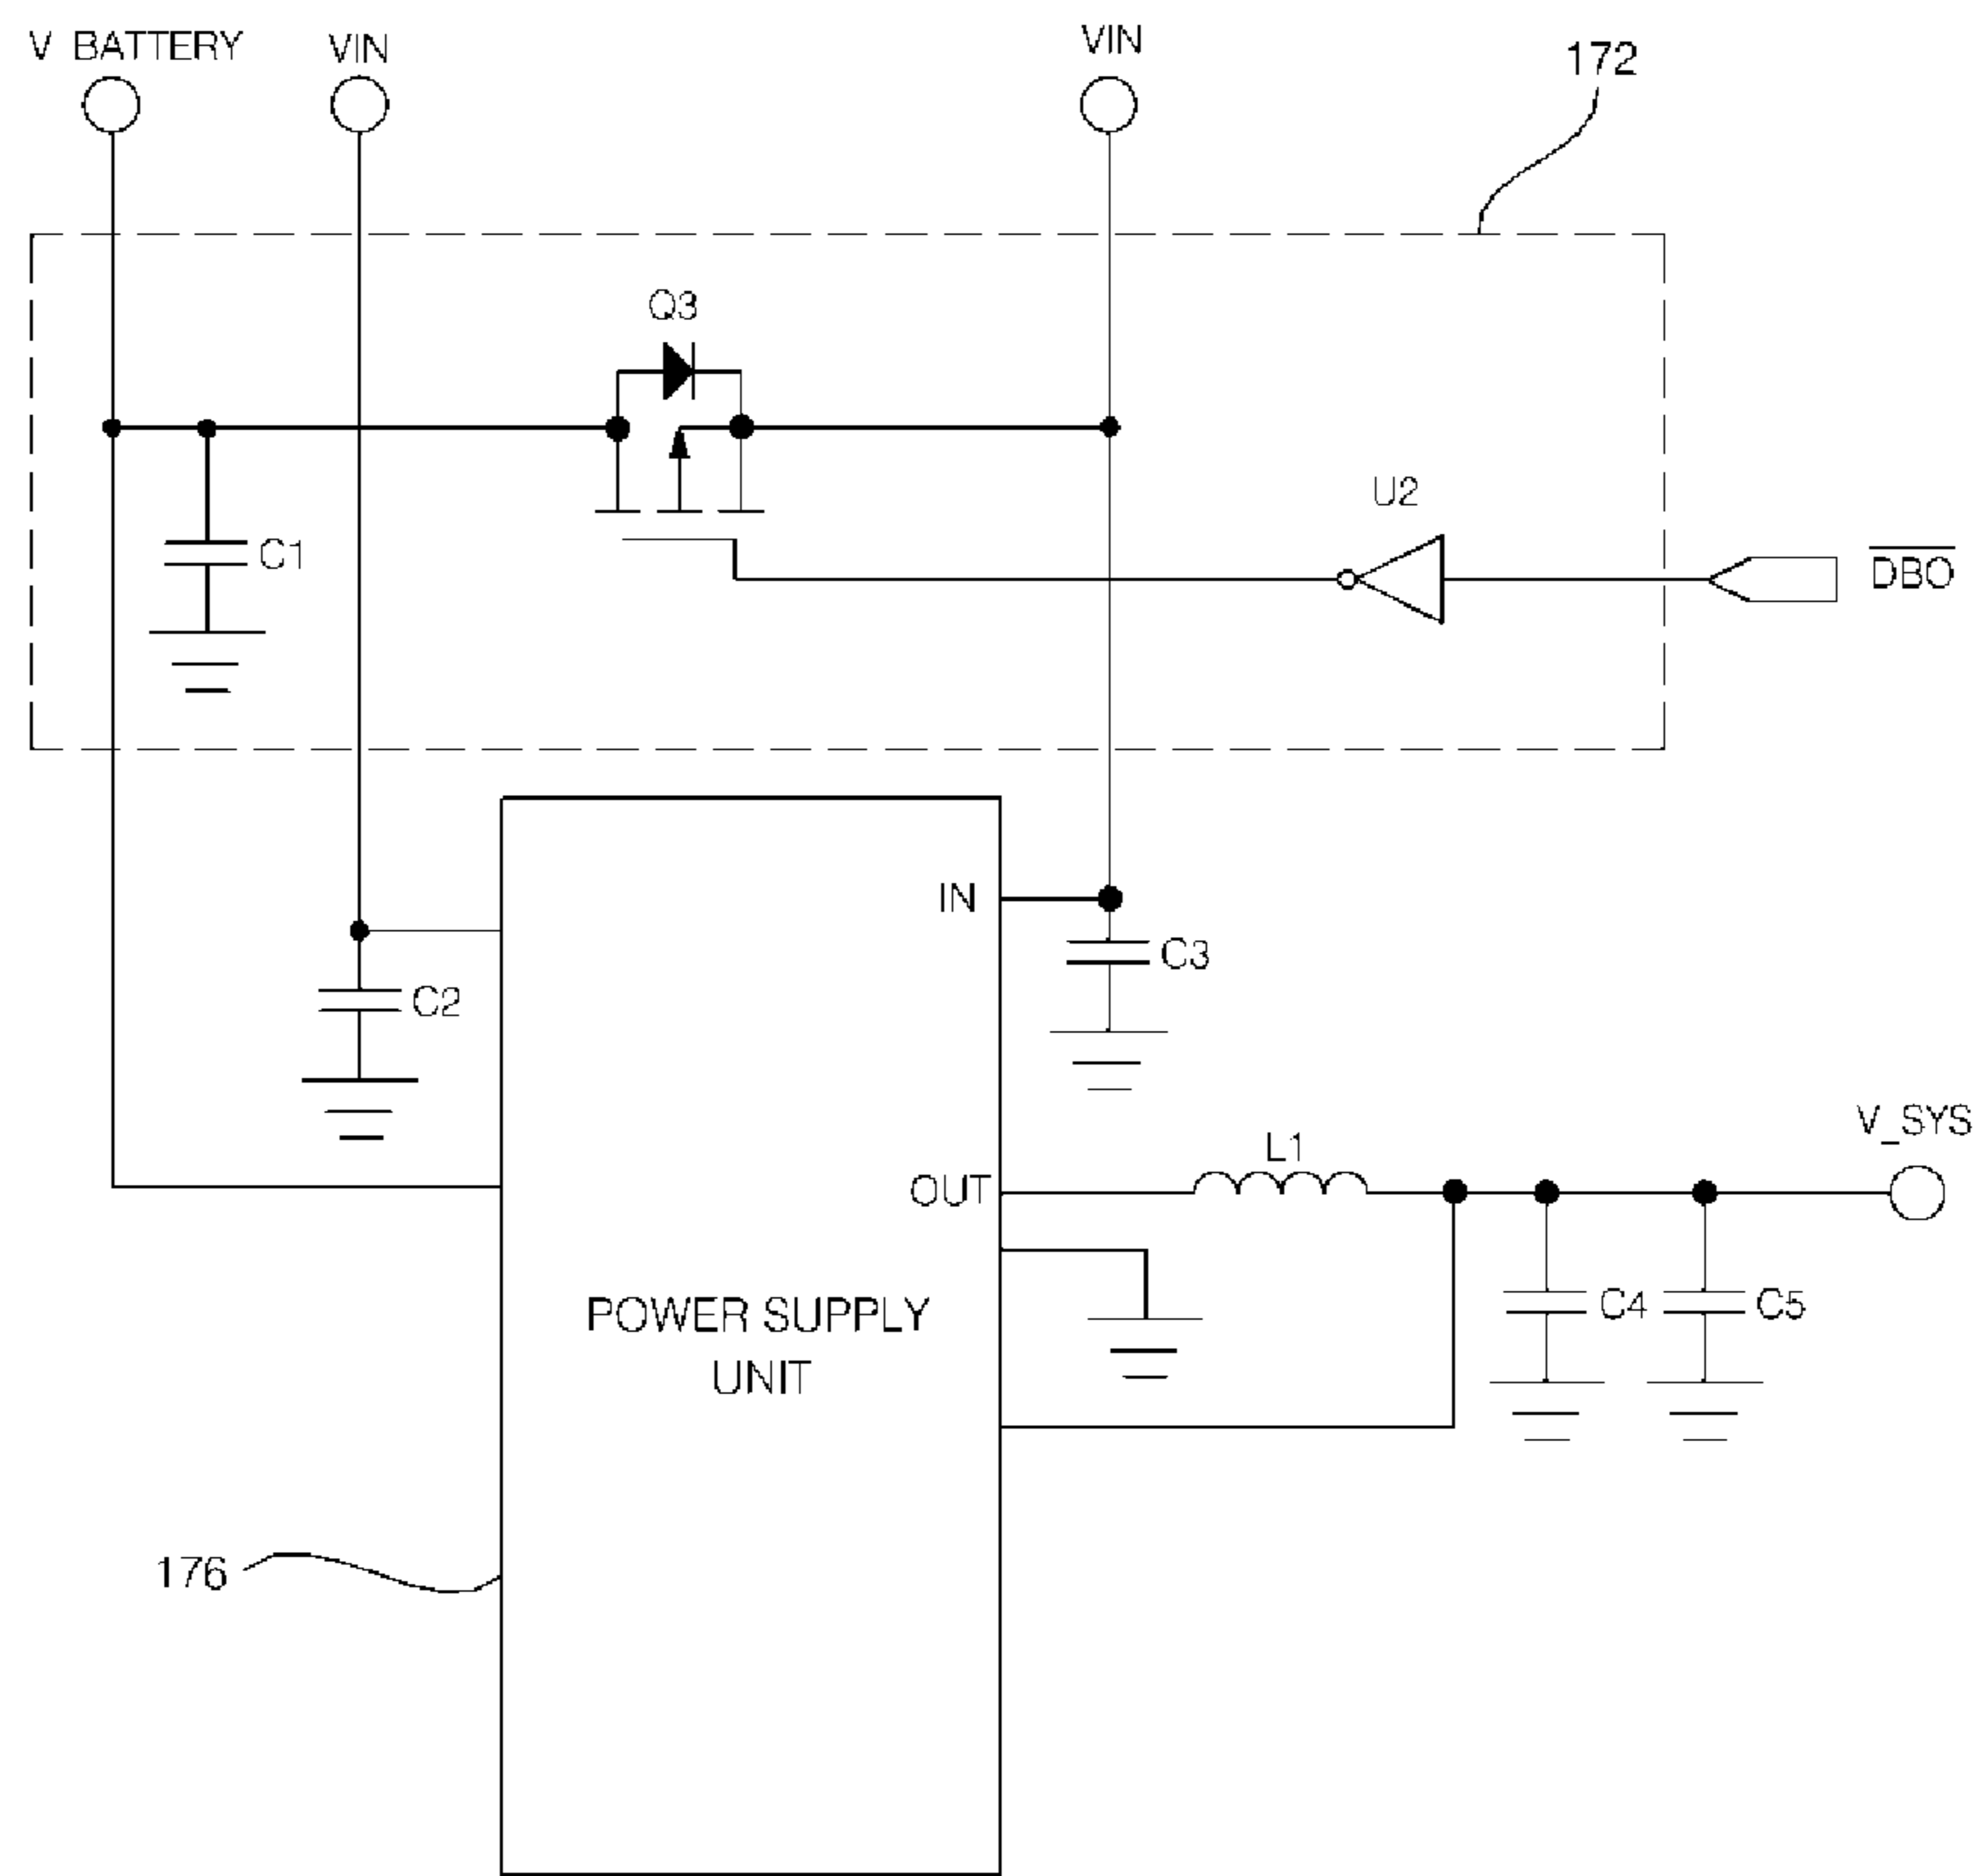 V BATTERY
VIN
VIN
172
Q3
U2
C1
DBO
IN
C3
C2
V_SYS
L1
OUT
POWER SUPPLY
UNIT
C4
C5
176